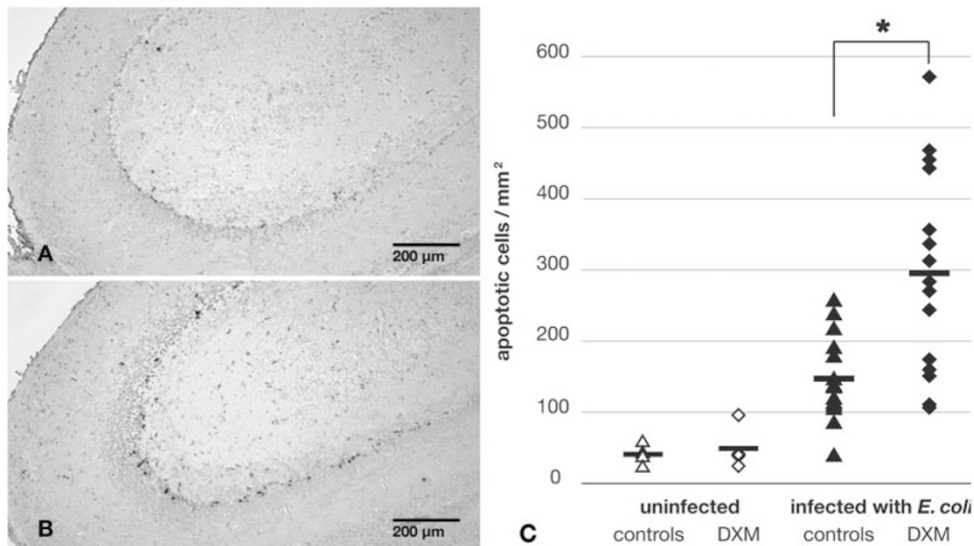 A
200 µm
B
200 µm
C
apoptotic cells / mm²
600
500
400
300
200
100
0
*
uninfected
infected with E. coli
controls
DXM
controls
DXM